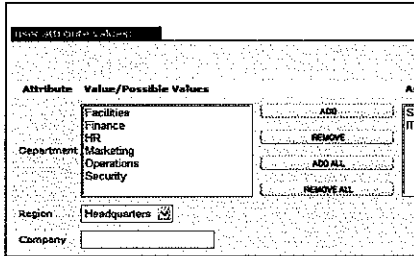 user attribute values:
Attribute Value/Possible Values
Facilities
Finance
HR
Marketing
Operations
Security
Department
ADD
REMOVE
ADD ALL
REMOVE ALL
Region Headquarters
Company